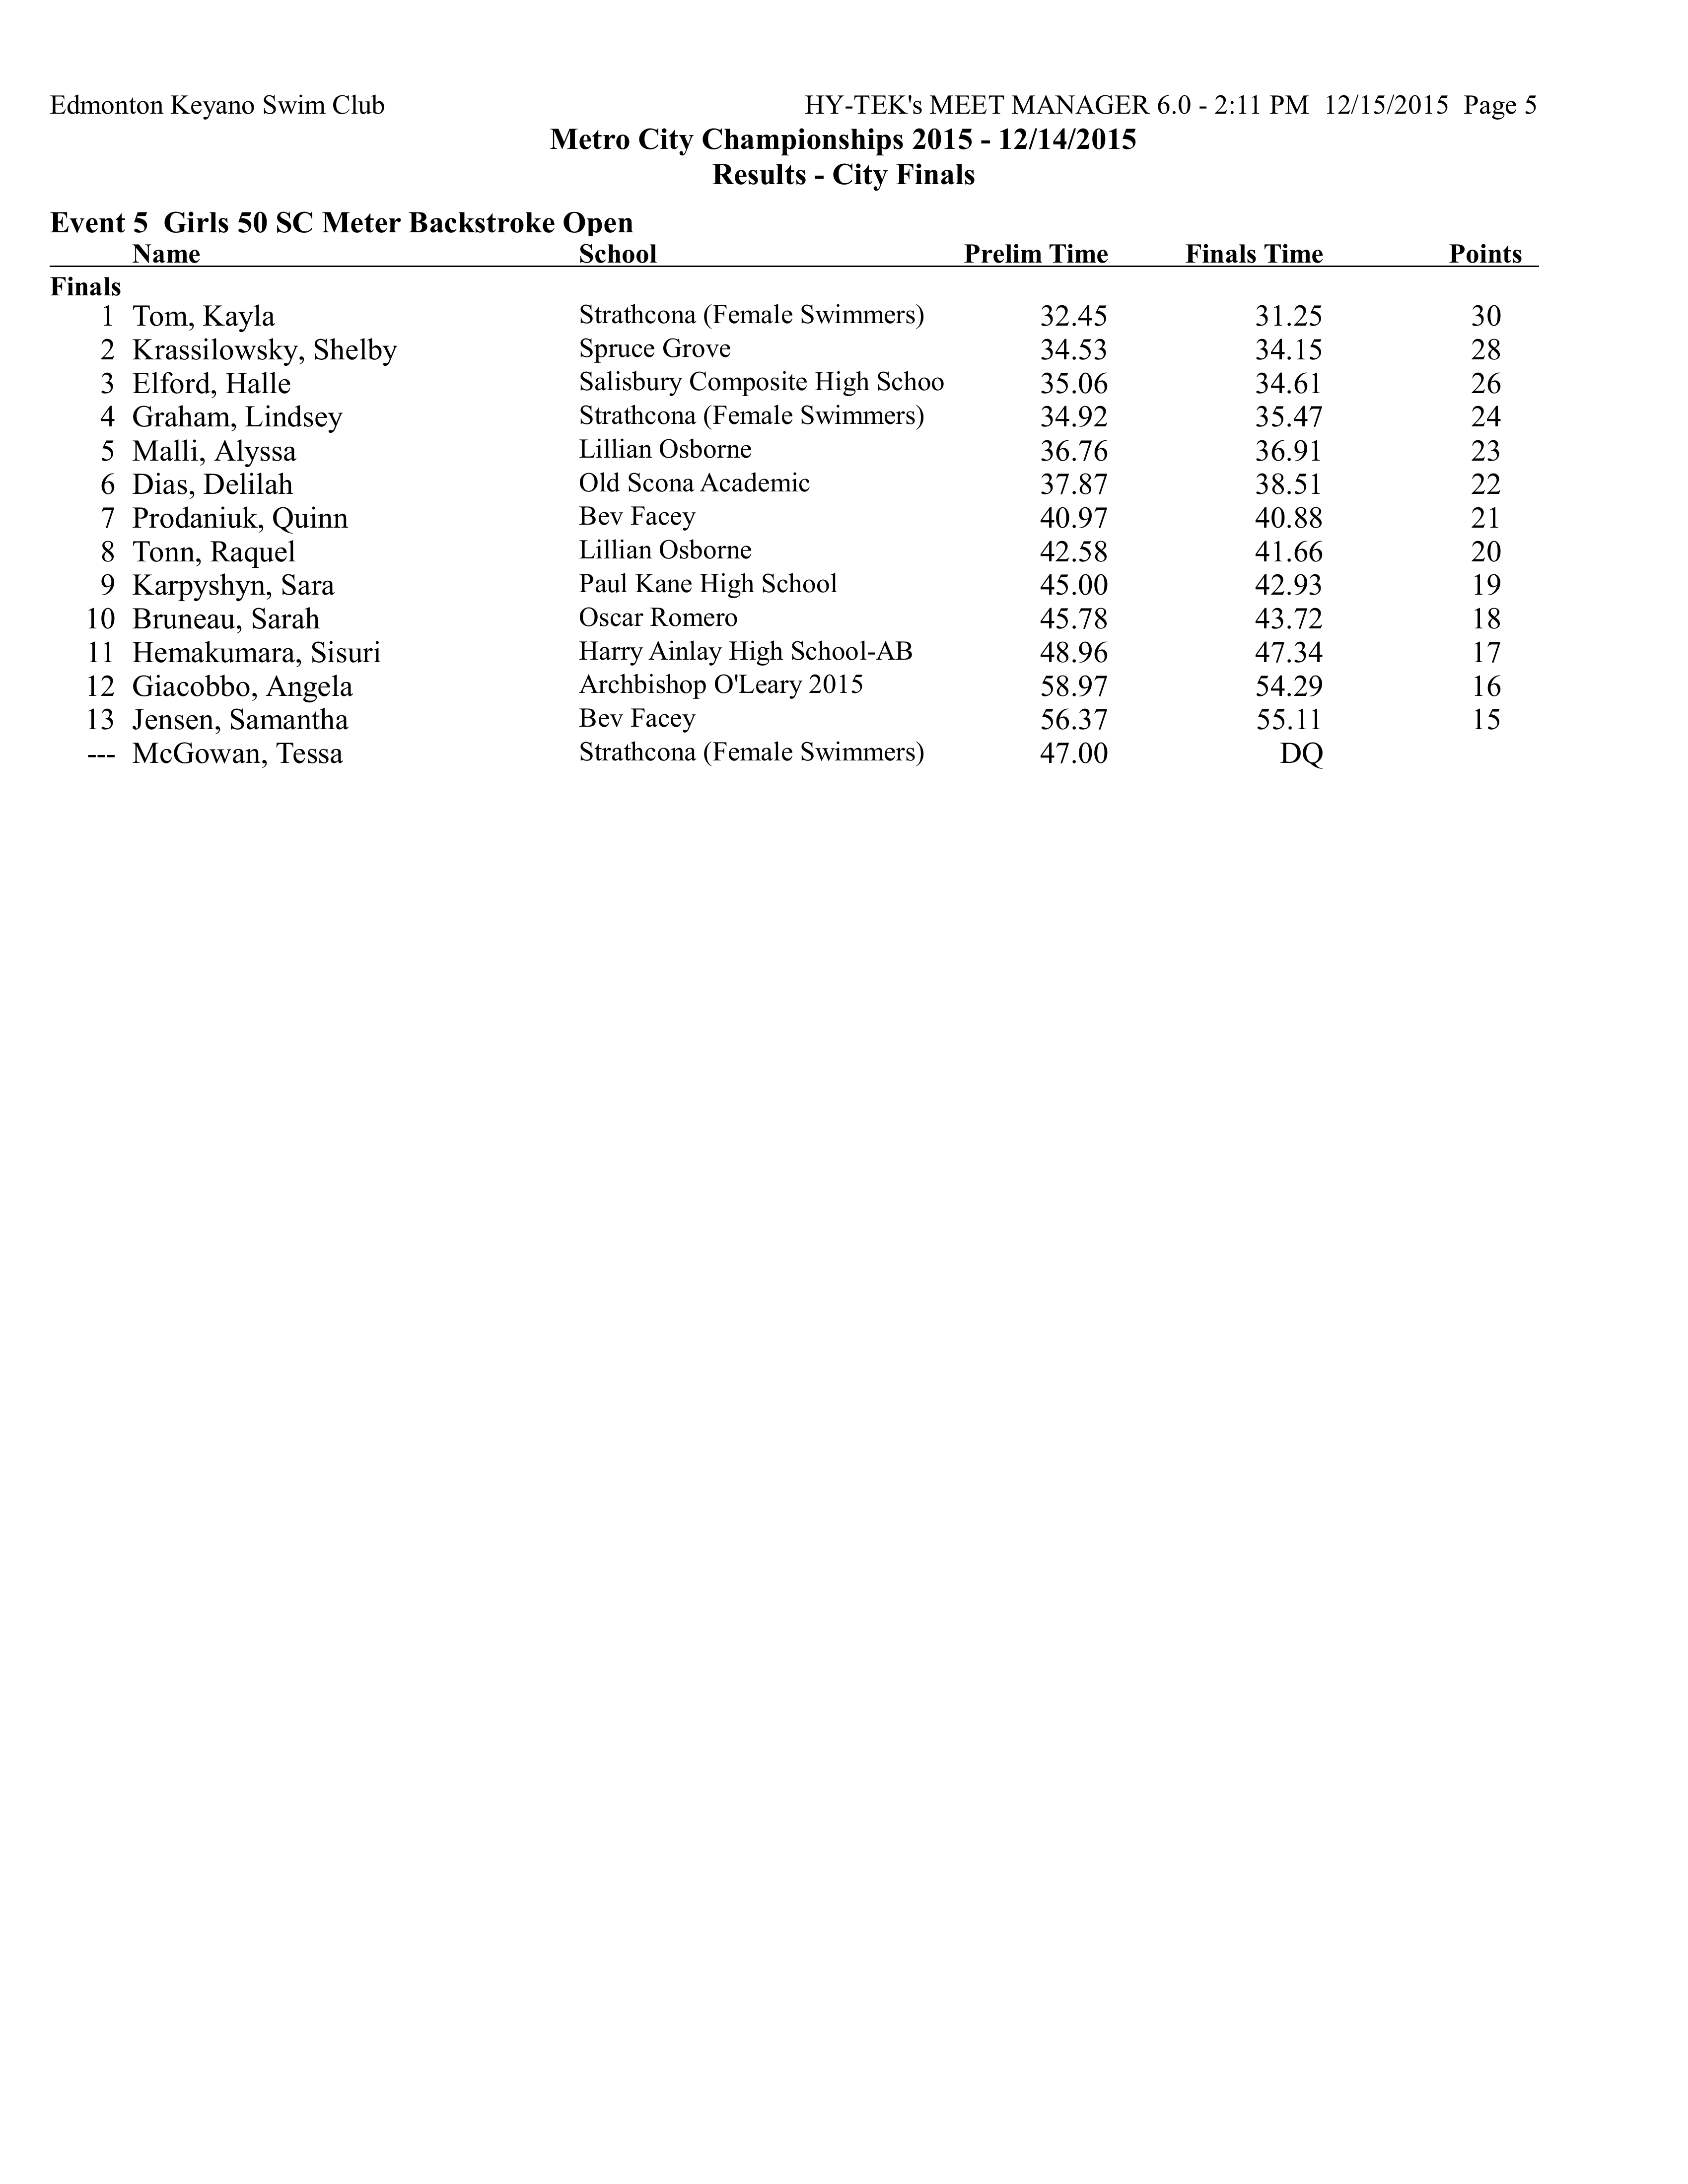 Edmonton Keyano Swim Club HY-TEK's MEET MANAGER 6.0 - 2:11 PM 12/15/2015 Page 5
Metro City Championships 2015 - 12/14/2015
Results - City Finals
Event 5 Girls 50 SC Meter Backstroke Open
Name School Prelim Time Finals Time Points
Finals
1 Tom, Kayla Strathcona (Female Swimmers) 32.45 31.25 30
2 Krassilowsky, Shelby Spruce Grove 34.53 34.15 28
3 Elford, Halle Salisbury Composite High Schoo 35.06 34.61 26
4 Graham, Lindsey Strathcona (Female Swimmers) 34.92 35.47 24
5 Malli, Alyssa Lillian Osborne 36.76 36.91 23
6 Dias, Delilah Old Scona Academic 37.87 38.51 22
7 Prodaniuk, Quinn Bev Facey 40.97 40.88 21
8 Tonn, Raquel Lillian Osborne 42.58 41.66 20
9 Karpyshyn, Sara Paul Kane High School 45.00 42.93 19
10 Bruneau, Sarah Oscar Romero 45.78 43.72 18
11 Hemakumara, Sisuri Harry Ainlay High School-AB 48.96 47.34 17
12 Giacobbo, Angela Archbishop O'Leary 2015 58.97 54.29 16
13 Jensen, Samantha Bev Facey 56.37 55.11 15
--- McGowan, Tessa Strathcona (Female Swimmers) 47.00 DQ